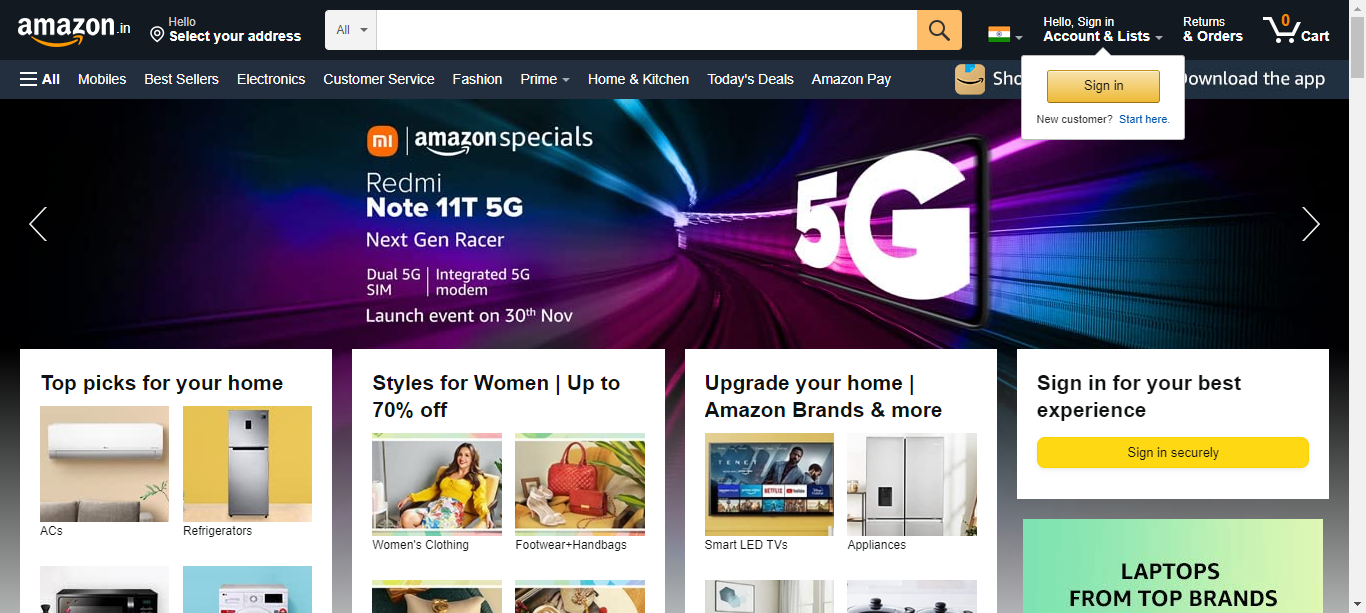 amazon.in
Hello
Select your address
All
Hello, Sign in
Account & Lists
Returns
& Orders
0
Cart
All
Mobiles
Best Sellers
Electronics
Customer Service
Fashion
Prime
Home & Kitchen
Today's Deals
Amazon Pay
Sho
Download the app
Sign in
New customer? Start here.
mi
amazonspecials
Redmi
Note 11T 5G
Next Gen Racer
Dual 5G
SIM
Integrated 5G
modem
Launch event on 30th Nov
5G
Top picks for your home
ACs
Refrigerators
Styles for Women | Up to
70% off
Women's Clothing
Footwear+Handbags
Upgrade your home |
Amazon Brands & more
TENET
NETFLIX
YouTube
Smart LED TVs
Appliances
Sign in for your best
experience
Sign in securely
LAPTOPS
FROM TOP BRANDS